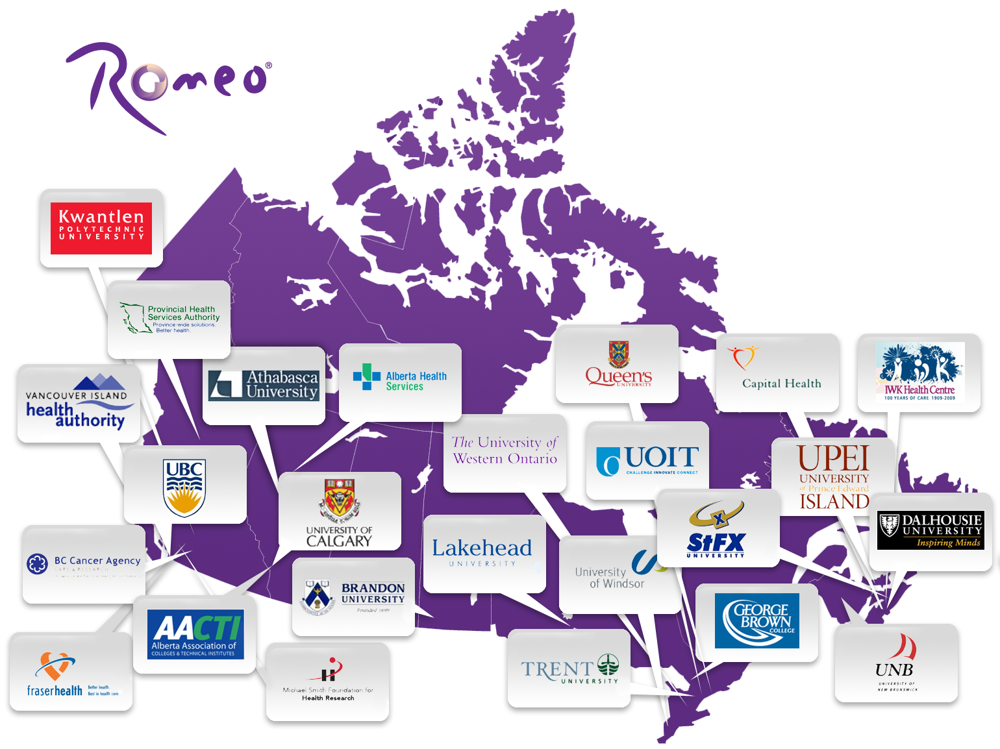 Romeo®
Kwantlen
POLYTECHNIC
UNIVERSITY
Provincial Health
Services Authority
Province-wide solutions.
Better health.
VANCOUVER ISLAND
health
authority
Athabasca
University
Alberta Health
Services
Queen's
UNIVERSITY
Capital Health
IWK Health Centre
100 YEARS OF CARE 1909-2009
The University of
Western Ontario
UOIT
CHALLENGE INNOVATE CONNECT
UPEI
UNIVERSITY
of Prince Edward
ISLAND
UBC
UNIVERSITY OF
CALGARY
StFX
UNIVERSITY
DALHOUSIE
UNIVERSITY
Inspiring Minds
BC Cancer Agency
CARE & RESEARCH
Lakehead
UNIVERSITY
University
of Windsor
BRANDON
UNIVERSITY
Founded 1899
GEORGE
BROWN
COLLEGE
AACTI
Alberta Association of
COLLEGES & TECHNICAL INSTITUTES
fraserhealth
Better health.
Best in health care.
Michael Smith Foundation for
Health Research
TRENT
UNIVERSITY
UNB
UNIVERSITY OF
NEW BRUNSWICK